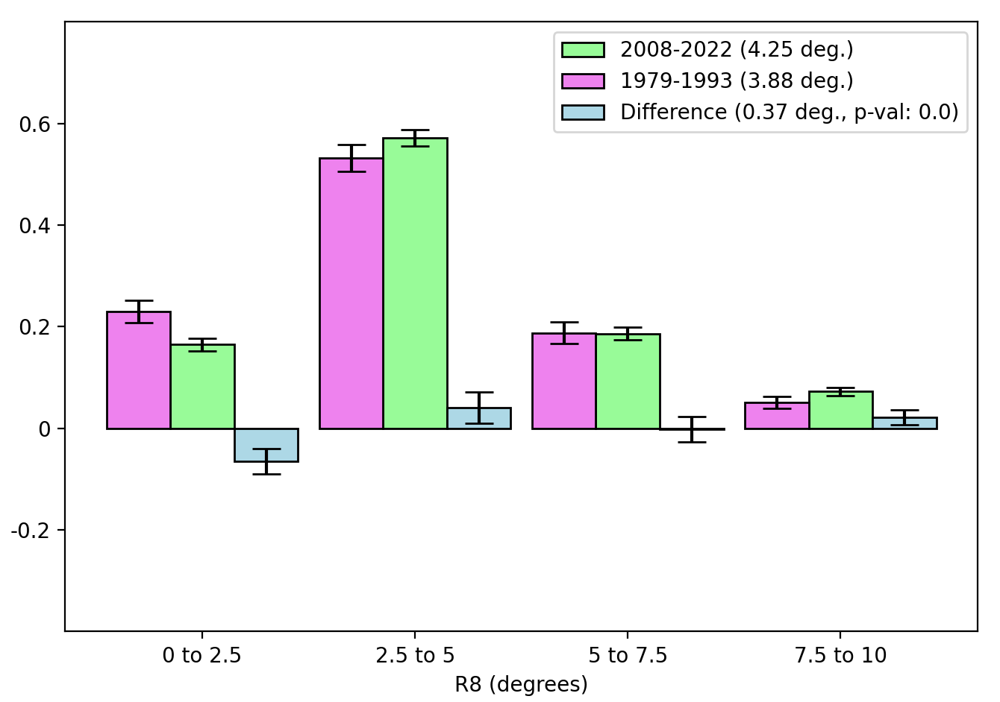 2008-2022 (4.25 deg.)
1979-1993 (3.88 deg.)
Difference (0.37 deg., p-val: 0.0)
0.6
0.4
0.2
0
-0.2
0 to 2.5
2.5 to 5
5 to 7.5
7.5 to 10
R8 (degrees)